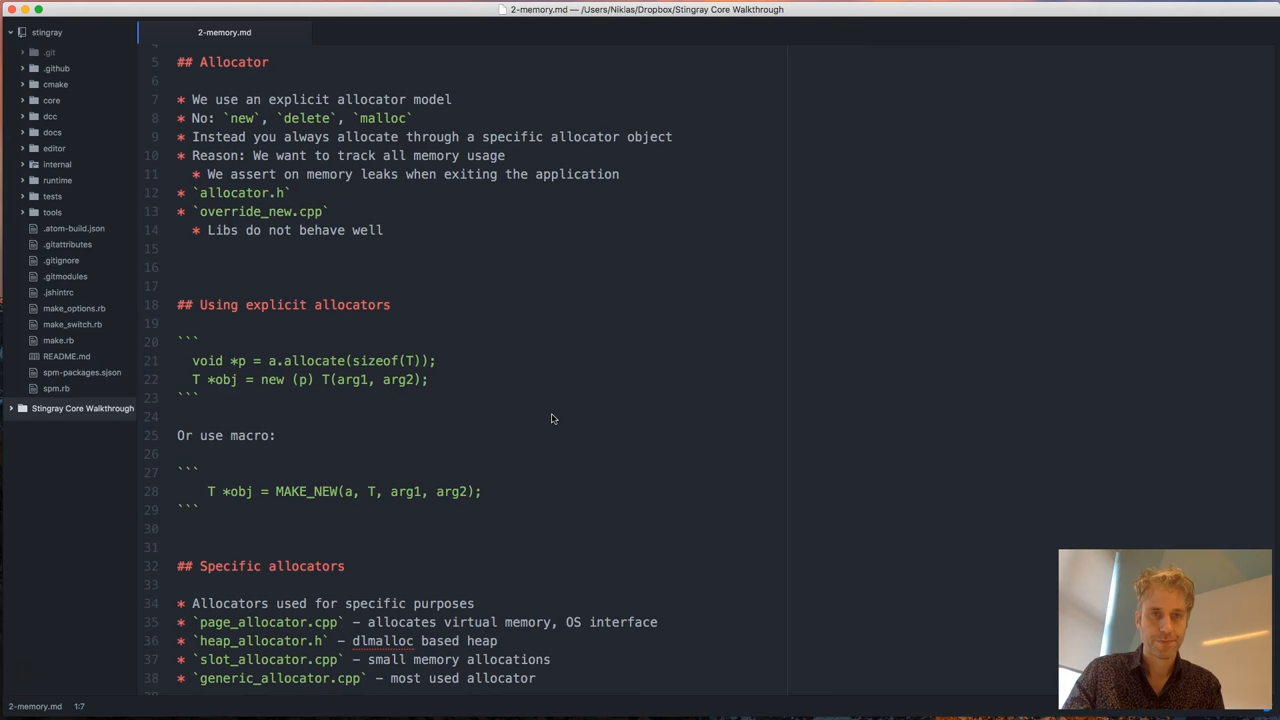 2-memory.md — /Users/Niklas/Dropbox/Stingray Core Walkthrough
stingray
.git
.github
cmake
core
dcc
docs
editor
internal
runtime
tests
tools
.atom-build.json
.gitattributes
.gitignore
.gitmodules
.jshintrc
make_options.rb
make_switch.rb
make.rb
README.md
spm-packages.sjson
spm.rb
Stingray Core Walkthrough
2-memory.md
5 ## Allocator
6
7 * We use an explicit allocator model
8 * No: `new`, `delete`, `malloc`
9 * Instead you always allocate through a specific allocator object
10 * Reason: We want to track all memory usage
11 * We assert on memory leaks when exiting the application
12 * `allocator.h`
13 * `override_new.cpp`
14 * Libs do not behave well
15
16
17
18 ## Using explicit allocators
19
20 ```
21 void *p = a.allocate(sizeof(T));
22 T *obj = new (p) T(arg1, arg2);
23 ```
24
25 Or use macro:
26
27 ```
28 T *obj = MAKE_NEW(a, T, arg1, arg2);
29 ```
30
31
32 ## Specific allocators
33
34 * Allocators used for specific purposes
35 * `page_allocator.cpp` - allocates virtual memory, OS interface
36 * `heap_allocator.h` - dlmalloc based heap
37 * `slot_allocator.cpp` - small memory allocations
38 * `generic_allocator.cpp` - most used allocator
2-memory.md 1:7